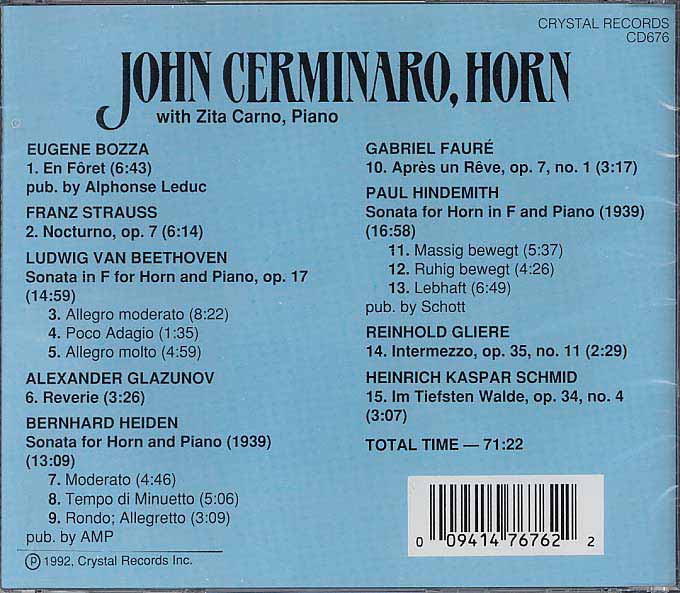 CRYSTAL RECORDS
CD676
JOHN CERMINARO, HORN
with Zita Carno, Piano
EUGENE BOZZA
1. En Fôret (6:43)
pub. by Alphonse Leduc
FRANZ STRAUSS
2. Nocturno, op. 7 (6:14)
LUDWIG VAN BEETHOVEN
Sonata in F for Horn and Piano, op. 17
(14:59)
3. Allegro moderato (8:22)
4. Poco Adagio (1:35)
5. Allegro molto (4:59)
ALEXANDER GLAZUNOV
6. Reverie (3:26)
BERNHARD HEIDEN
Sonata for Horn and Piano (1939)
(13:09)
7. Moderato (4:46)
8. Tempo di Minuetto (5:06)
9. Rondo; Allegretto (3:09)
pub. by AMP
℗ 1992, Crystal Records Inc.
GABRIEL FAURÉ
10. Après un Rêve, op. 7, no. 1 (3:17)
PAUL HINDEMITH
Sonata for Horn in F and Piano (1939)
(16:58)
11. Massig bewegt (5:37)
12. Ruhig bewegt (4:26)
13. Lebhaft (6:49)
pub. by Schott
REINHOLD GLIERE
14. Intermezzo, op. 35, no. 11 (2:29)
HEINRICH KASPAR SCHMID
15. Im Tiefsten Walde, op. 34, no. 4
(3:07)
TOTAL TIME — 71:22
0 09414 76762 2